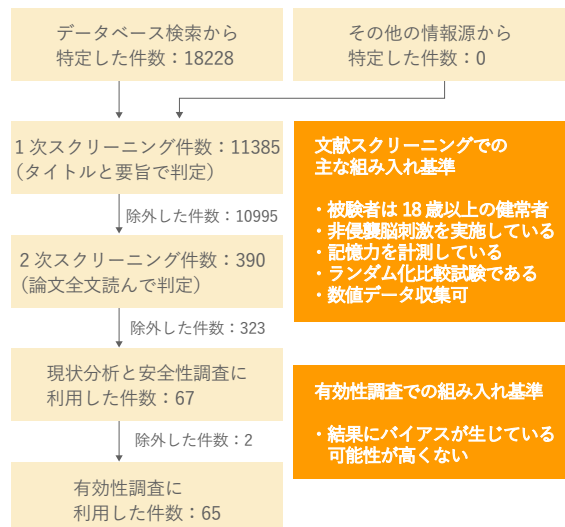 データベース検索から
特定した件数：18228
その他の情報源から
特定した件数：0
1次スクリーニング件数：11385
（タイトルと要旨で判定）
除外した件数：10995
2次スクリーニング件数：390
（論文全文読んで判定）
除外した件数：323
現状分析と安全性調査に
利用した件数：67
除外した件数：2
有効性調査に
利用した件数：65
文献スクリーニングでの
主な組み入れ基準
・被験者は18歳以上の健常者
・非侵襲脳刺激を実施している
・記憶力を計測している
・ランダム化比較試験である
・数値データ収集可
有効性調査での組み入れ基準
・結果にバイアスが生じている
可能性が高くない